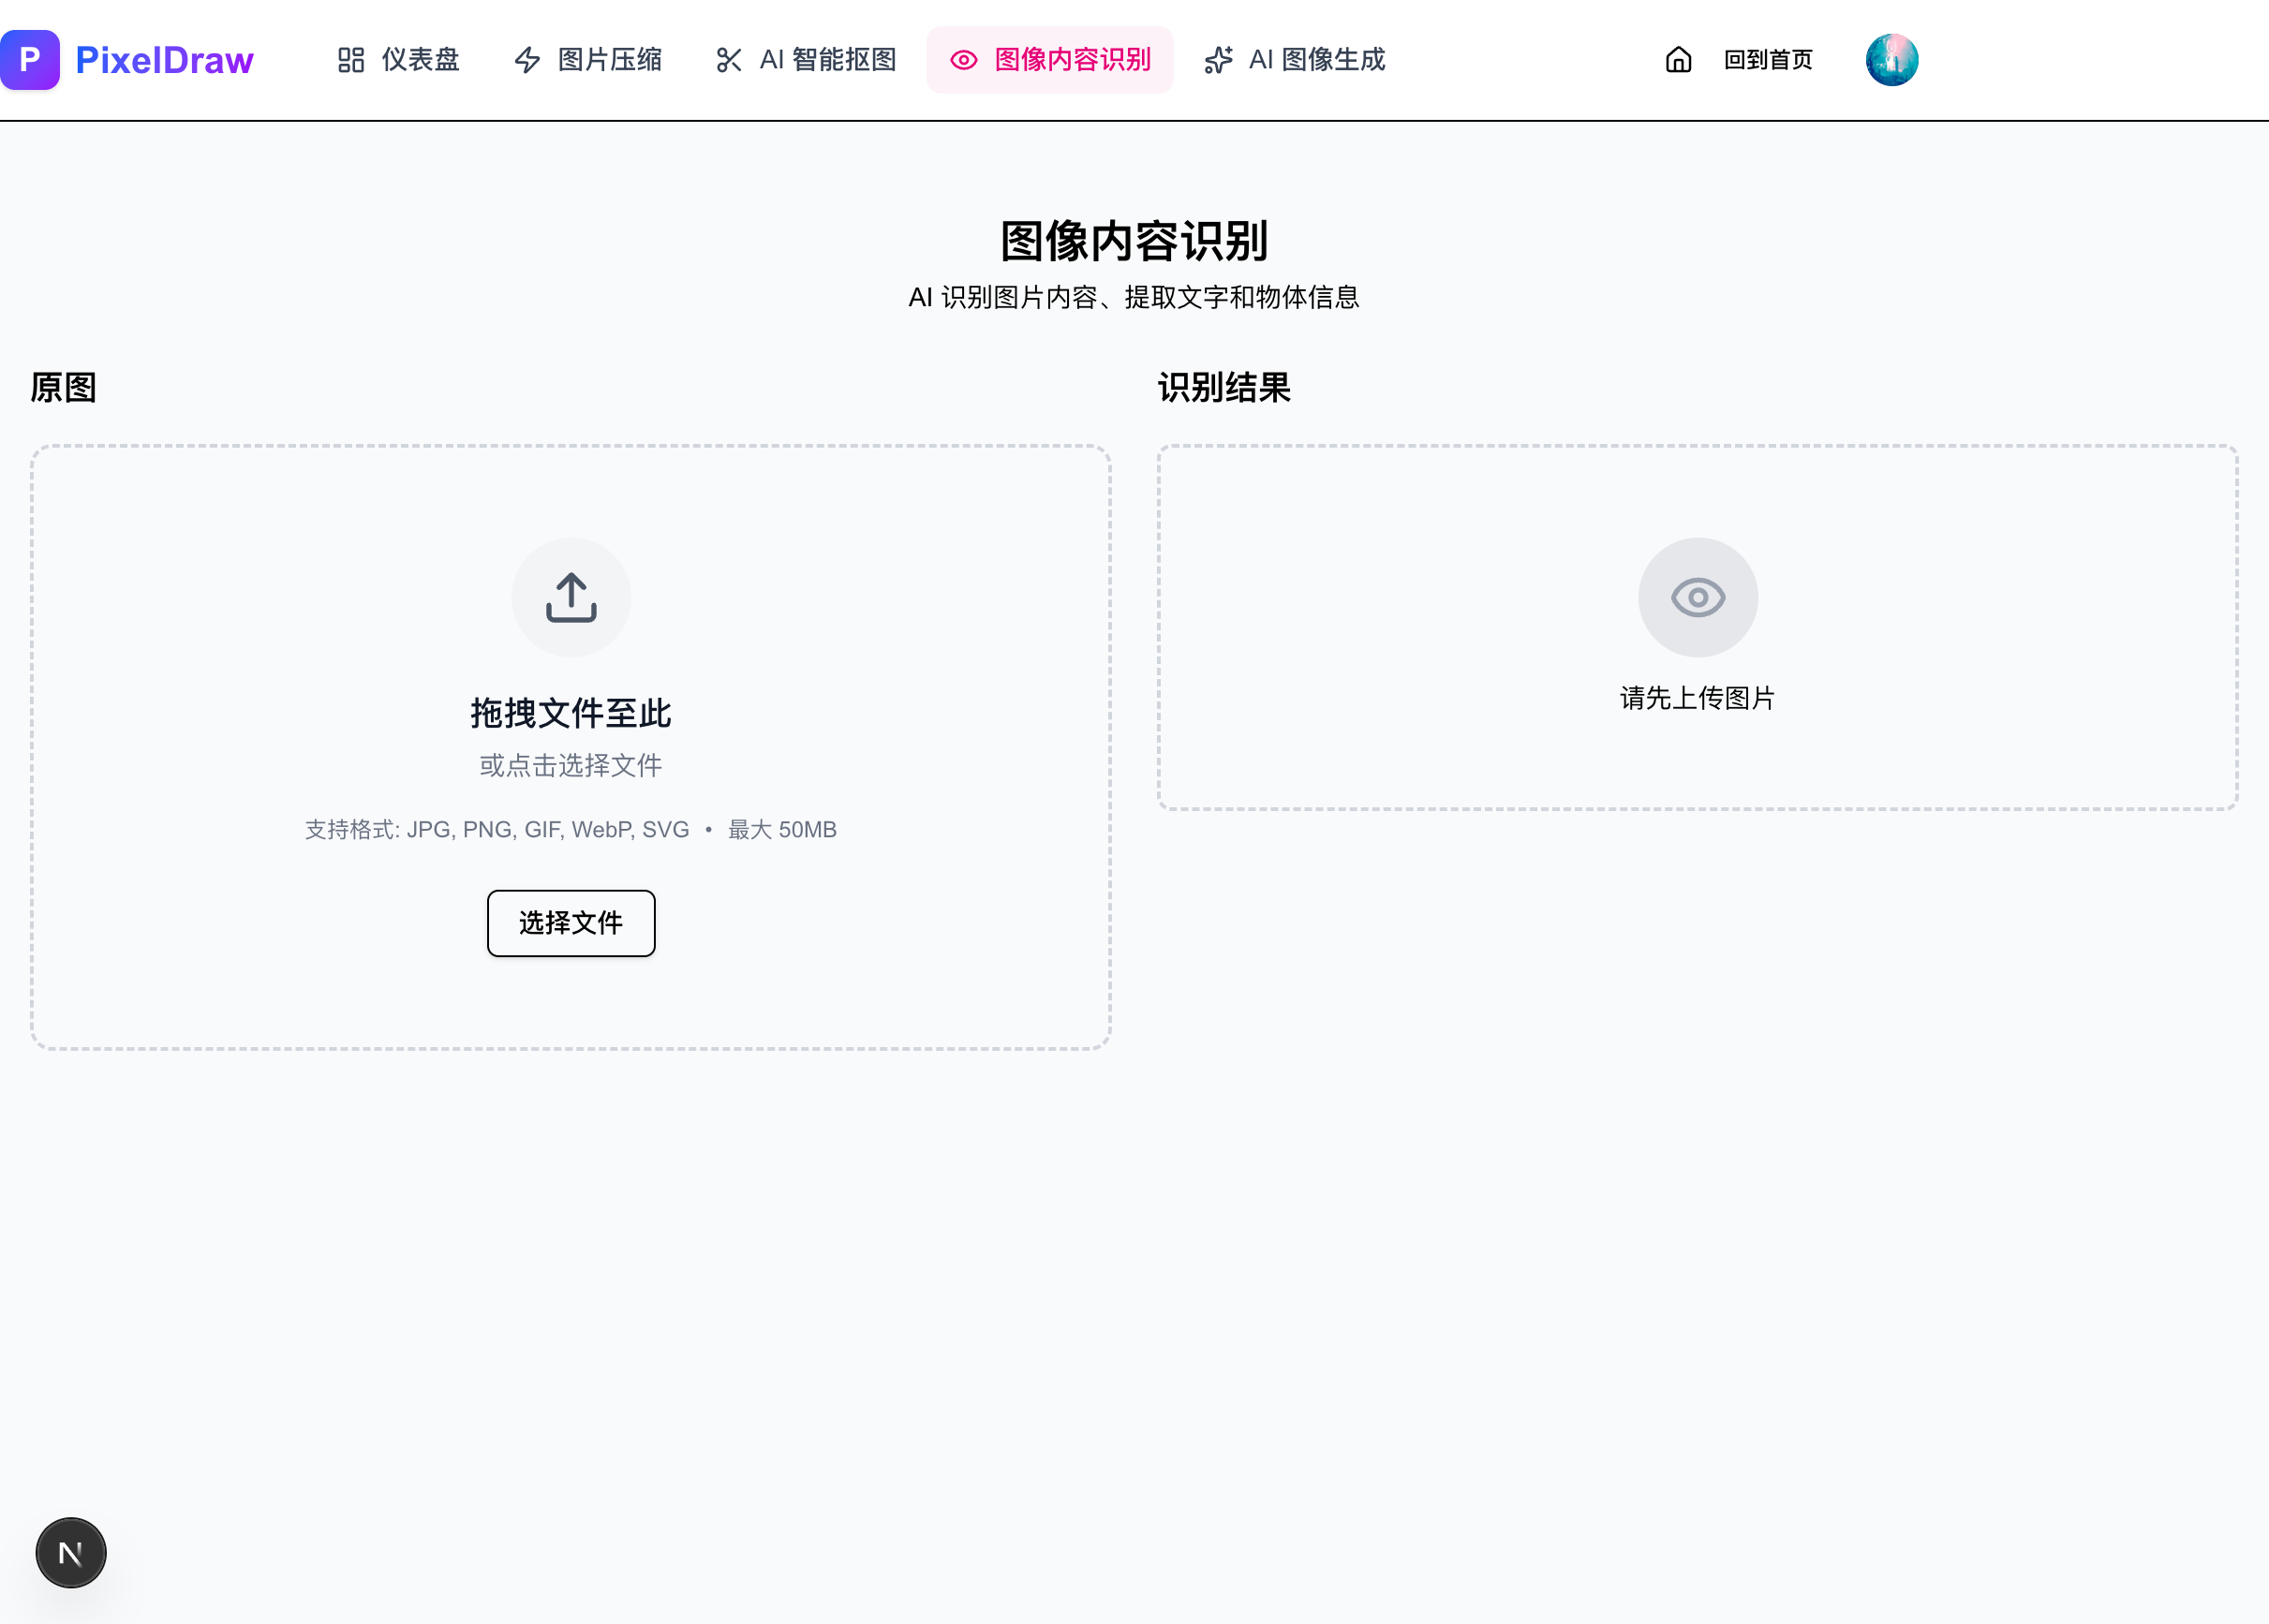 P PixelDraw 仪表盘 图片压缩 AI 智能抠图 图像内容识别 AI 图像生成 回到首页
图像内容识别
AI 识别图片内容、提取文字和物体信息
原图
拖拽文件至此
或点击选择文件
支持格式: JPG, PNG, GIF, WebP, SVG • 最大 50MB
选择文件
识别结果
请先上传图片
N